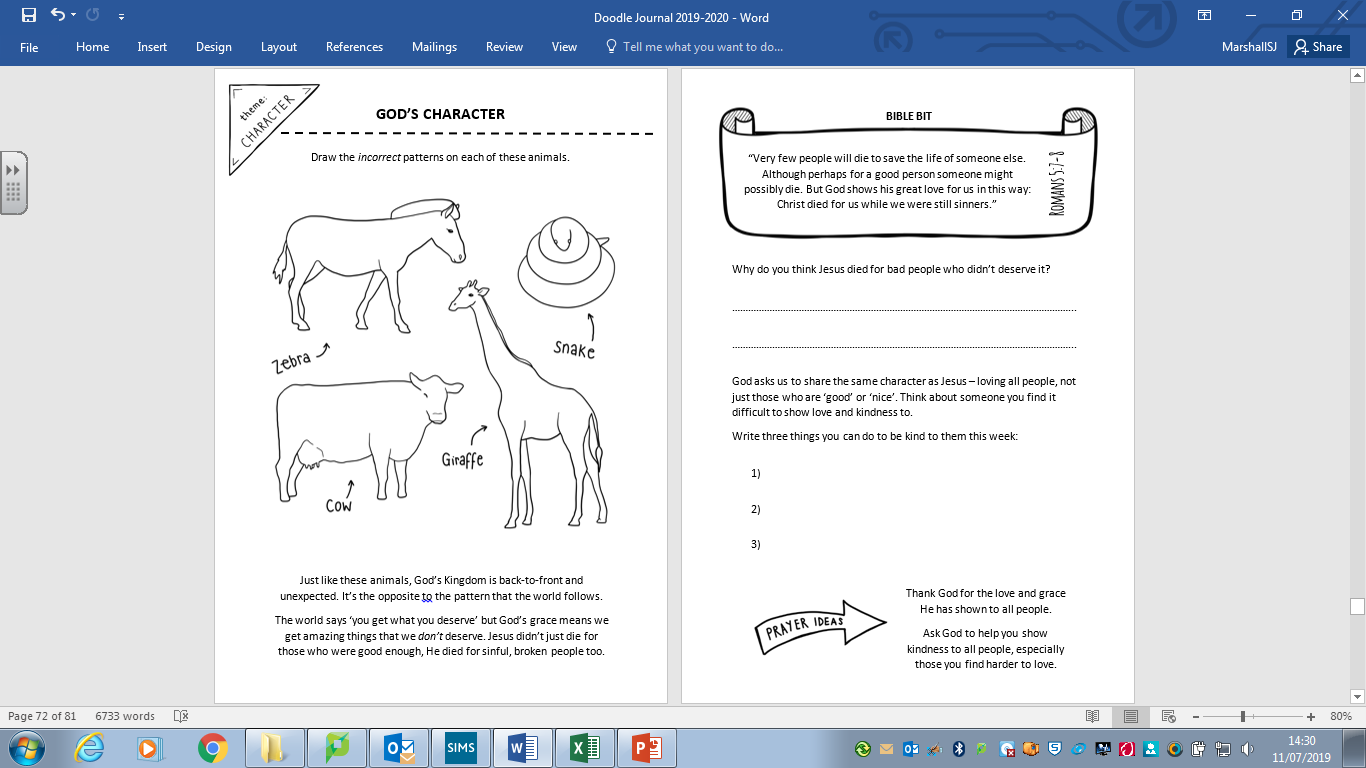 Doodle Journal 2019-2020 - Word
File
Home
Insert
Design
Layout
References
Mailings
Review
View
Tell me what you want to do...
MarshallSJ
Share
theme:
CHARACTER
GOD'S CHARACTER
Draw the incorrect patterns on each of these animals.
Zebra
Snake
Cow
Giraffe
Just like these animals, God's Kingdom is back-to-front and
unexpected. It's the opposite to the pattern that the world follows.
The world says 'you get what you deserve' but God's grace means we
get amazing things that we don't deserve. Jesus didn't just die for
those who were good enough, He died for sinful, broken people too.
BIBLE BIT
"Very few people will die to save the life of someone else.
Although perhaps for a good person someone might
possibly die. But God shows his great love for us in this way:
Christ died for us while we were still sinners."
ROMANS 5:7-8
Why do you think Jesus died for bad people who didn't deserve it?
God asks us to share the same character as Jesus – loving all people, not
just those who are 'good' or 'nice'. Think about someone you find it
difficult to show love and kindness to.
Write three things you can do to be kind to them this week:
1)
2)
3)
PRAYER IDEAS
Thank God for the love and grace
He has shown to all people.
Ask God to help you show
kindness to all people, especially
those you find harder to love.
Page 72 of 81
6733 words
80%
SIMS
14:30
11/07/2019